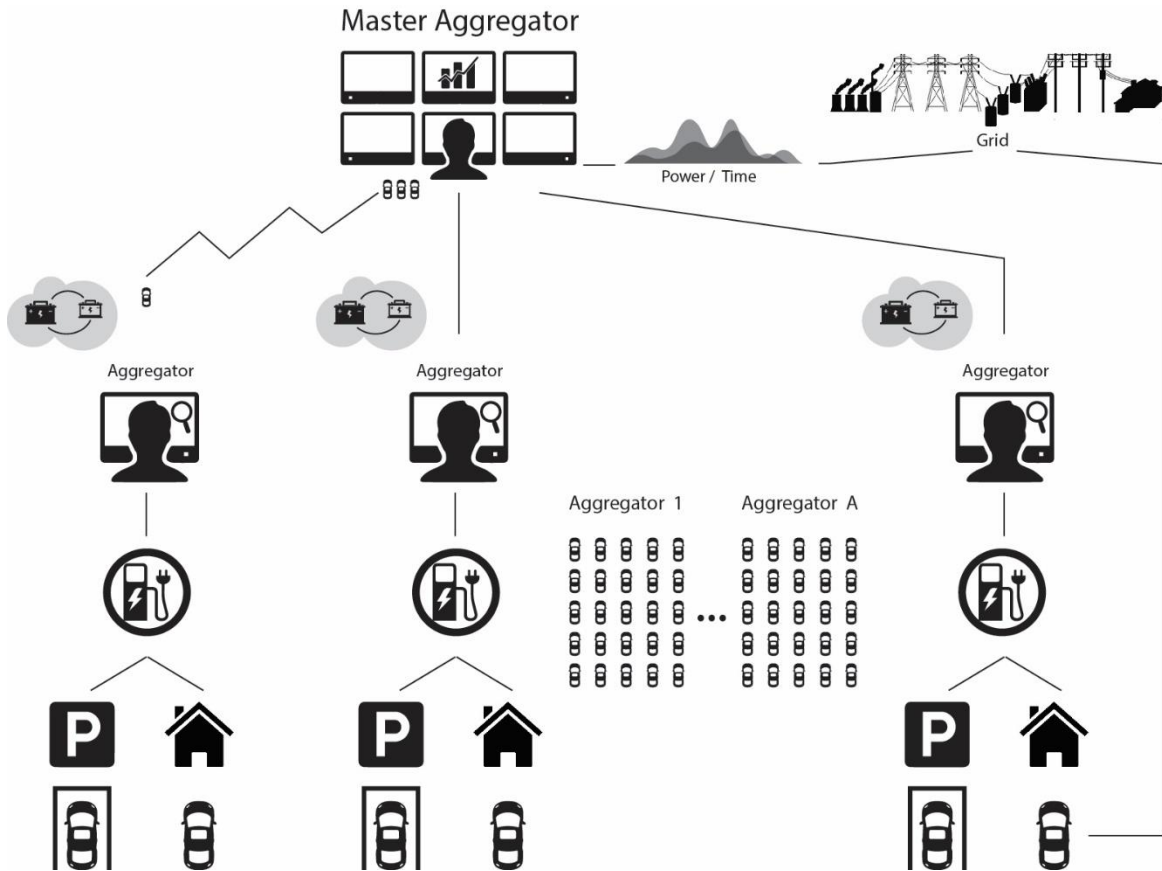 Master Aggregator
Grid
Power / Time
Aggregator
Aggregator
Aggregator
Aggregator 1
Aggregator A
P
P
P